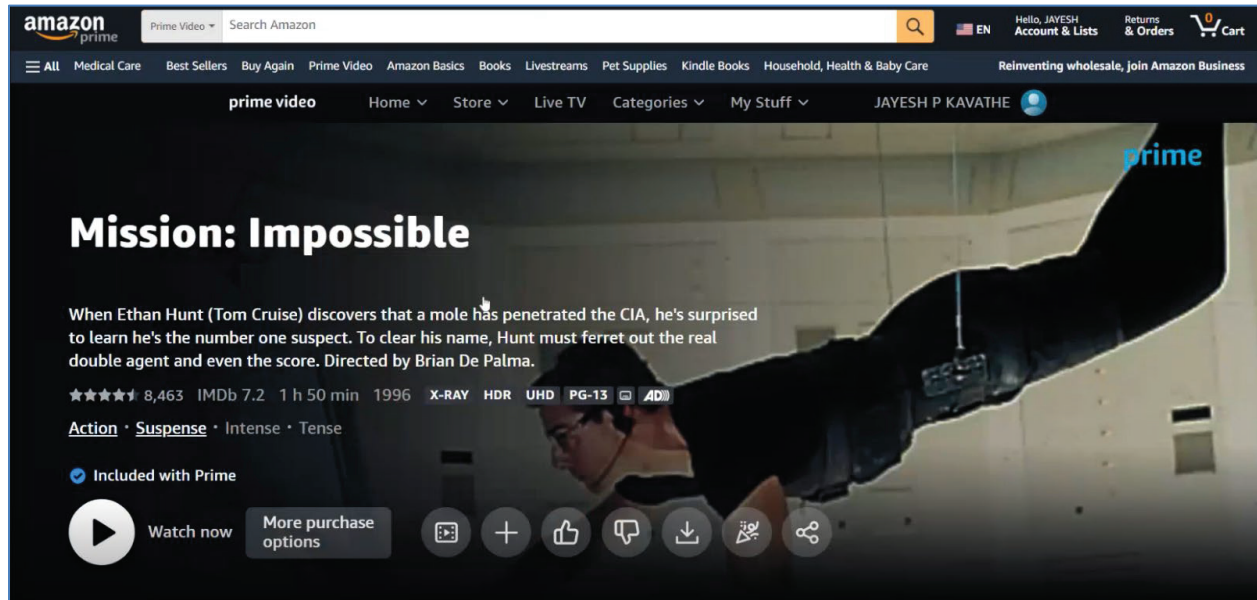 amazon prime
Prime Video
Search Amazon
EN
Hello, JAYESH
Account & Lists
Returns
& Orders
0
Cart
All Medical Care Best Sellers Buy Again Prime Video Amazon Basics Books Livestreams Pet Supplies Kindle Books Household, Health & Baby Care Reinventing wholesale, join Amazon Business
prime video Home Store Live TV Categories My Stuff JAYESH P KAVATHE
prime
Mission: Impossible
When Ethan Hunt (Tom Cruise) discovers that a mole has penetrated the CIA, he's surprised
to learn he's the number one suspect. To clear his name, Hunt must ferret out the real
double agent and even the score. Directed by Brian De Palma.
8,463 IMDb 7.2 1 h 50 min 1996 X-RAY HDR UHD PG-13 AD
Action · Suspense · Intense · Tense
Included with Prime
Watch now
More purchase
options